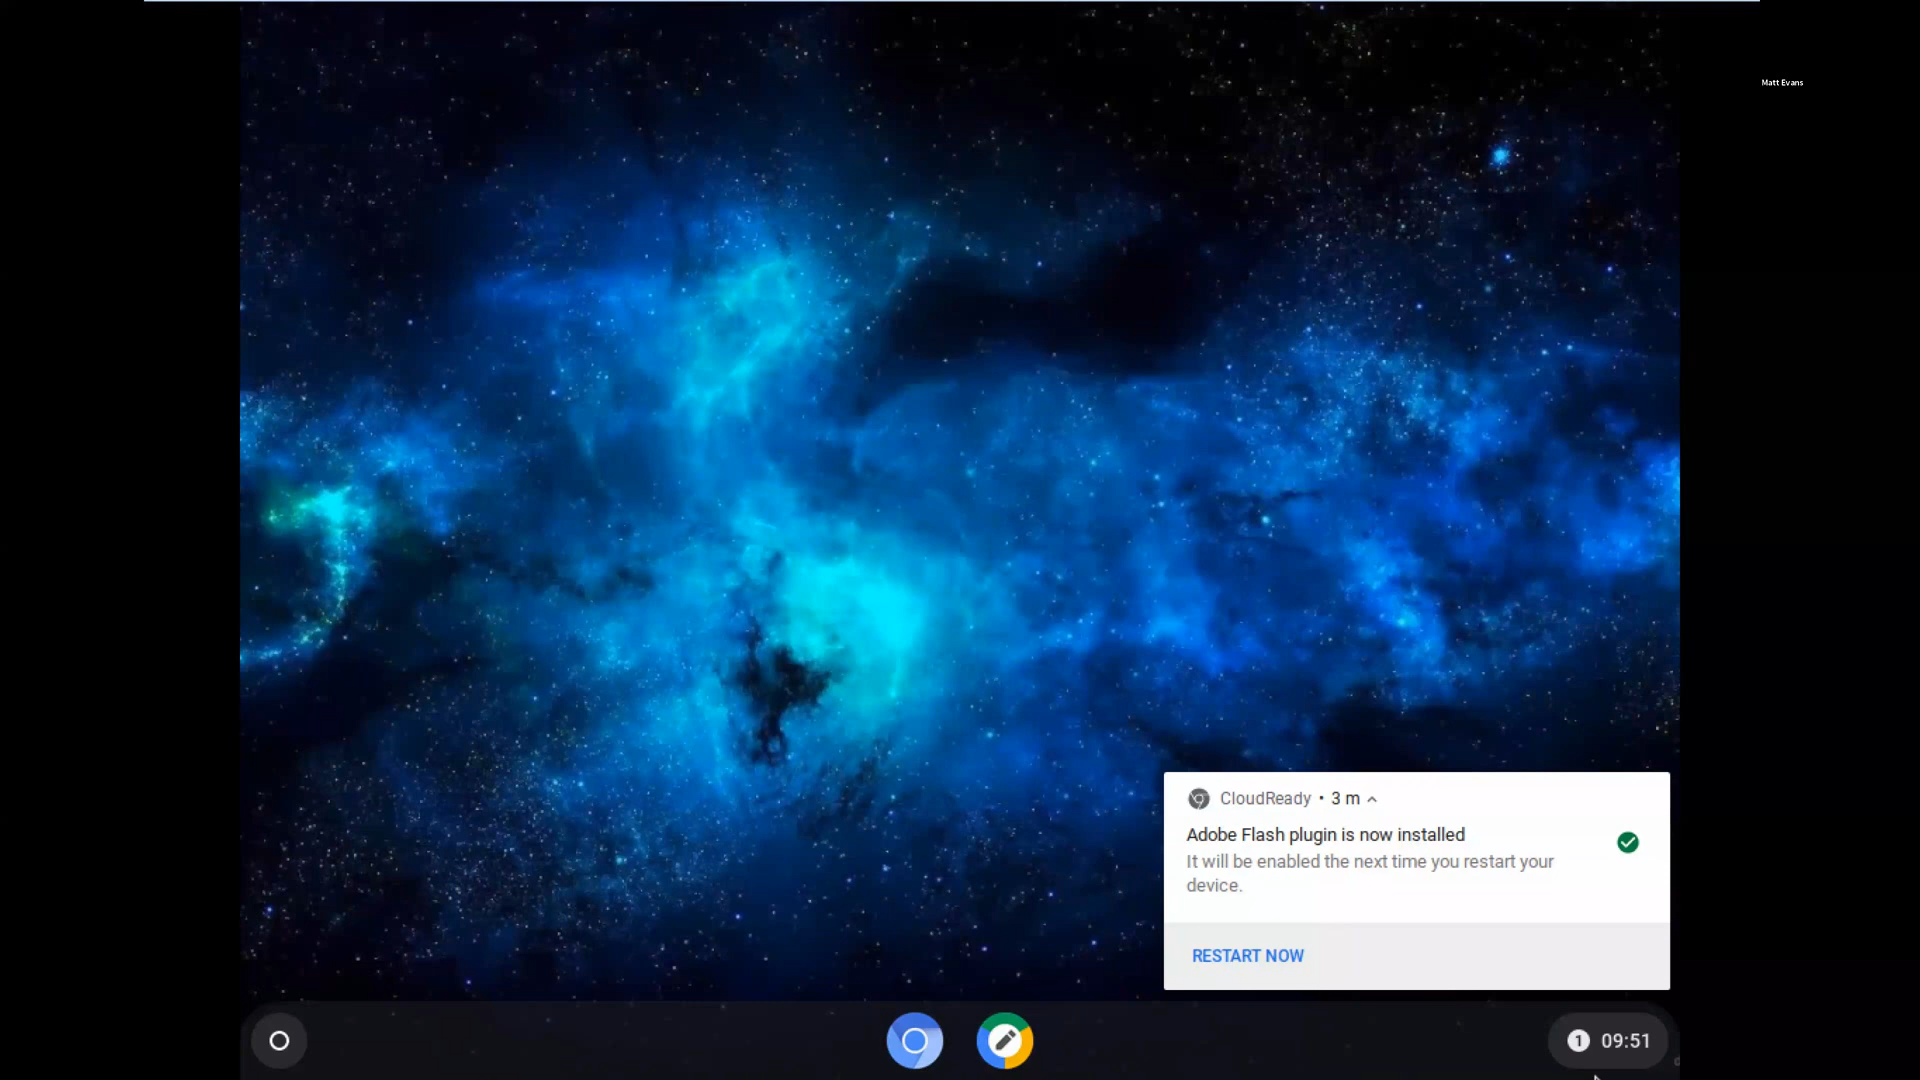 Matt Evans
CloudReady • 3 m
Adobe Flash plugin is now installed
It will be enabled the next time you restart your
device.
RESTART NOW
1 09:51